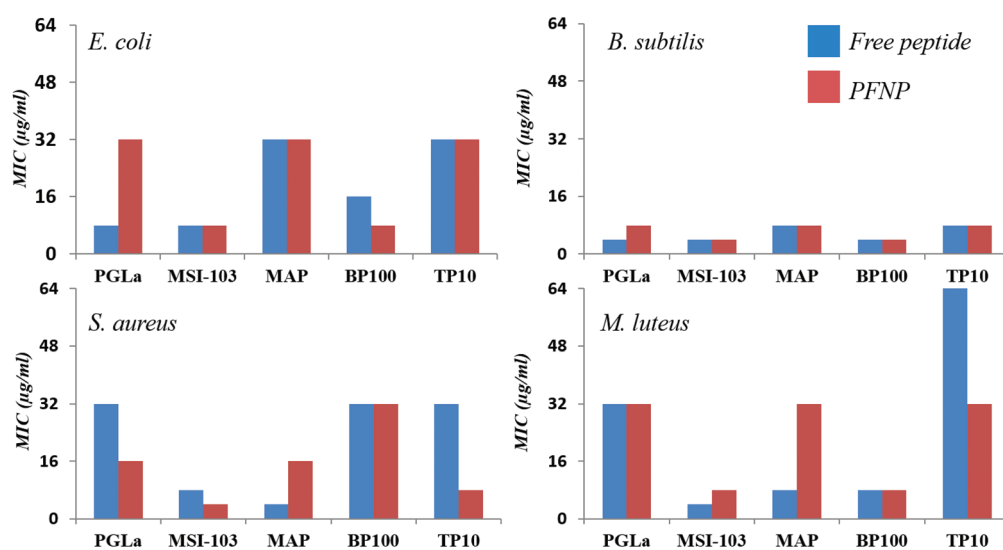 E. coli
MIC (µg/ml)
64
48
32
16
0
PGLa MSI-103 MAP BP100 TP10
B. subtilis
Free peptide
PFNP
MIC (µg/ml)
64
48
32
16
0
PGLa MSI-103 MAP BP100 TP10
S. aureus
MIC (µg/ml)
64
48
32
16
0
PGLa MSI-103 MAP BP100 TP10
M. luteus
MIC (µg/ml)
64
48
32
16
0
PGLa MSI-103 MAP BP100 TP10